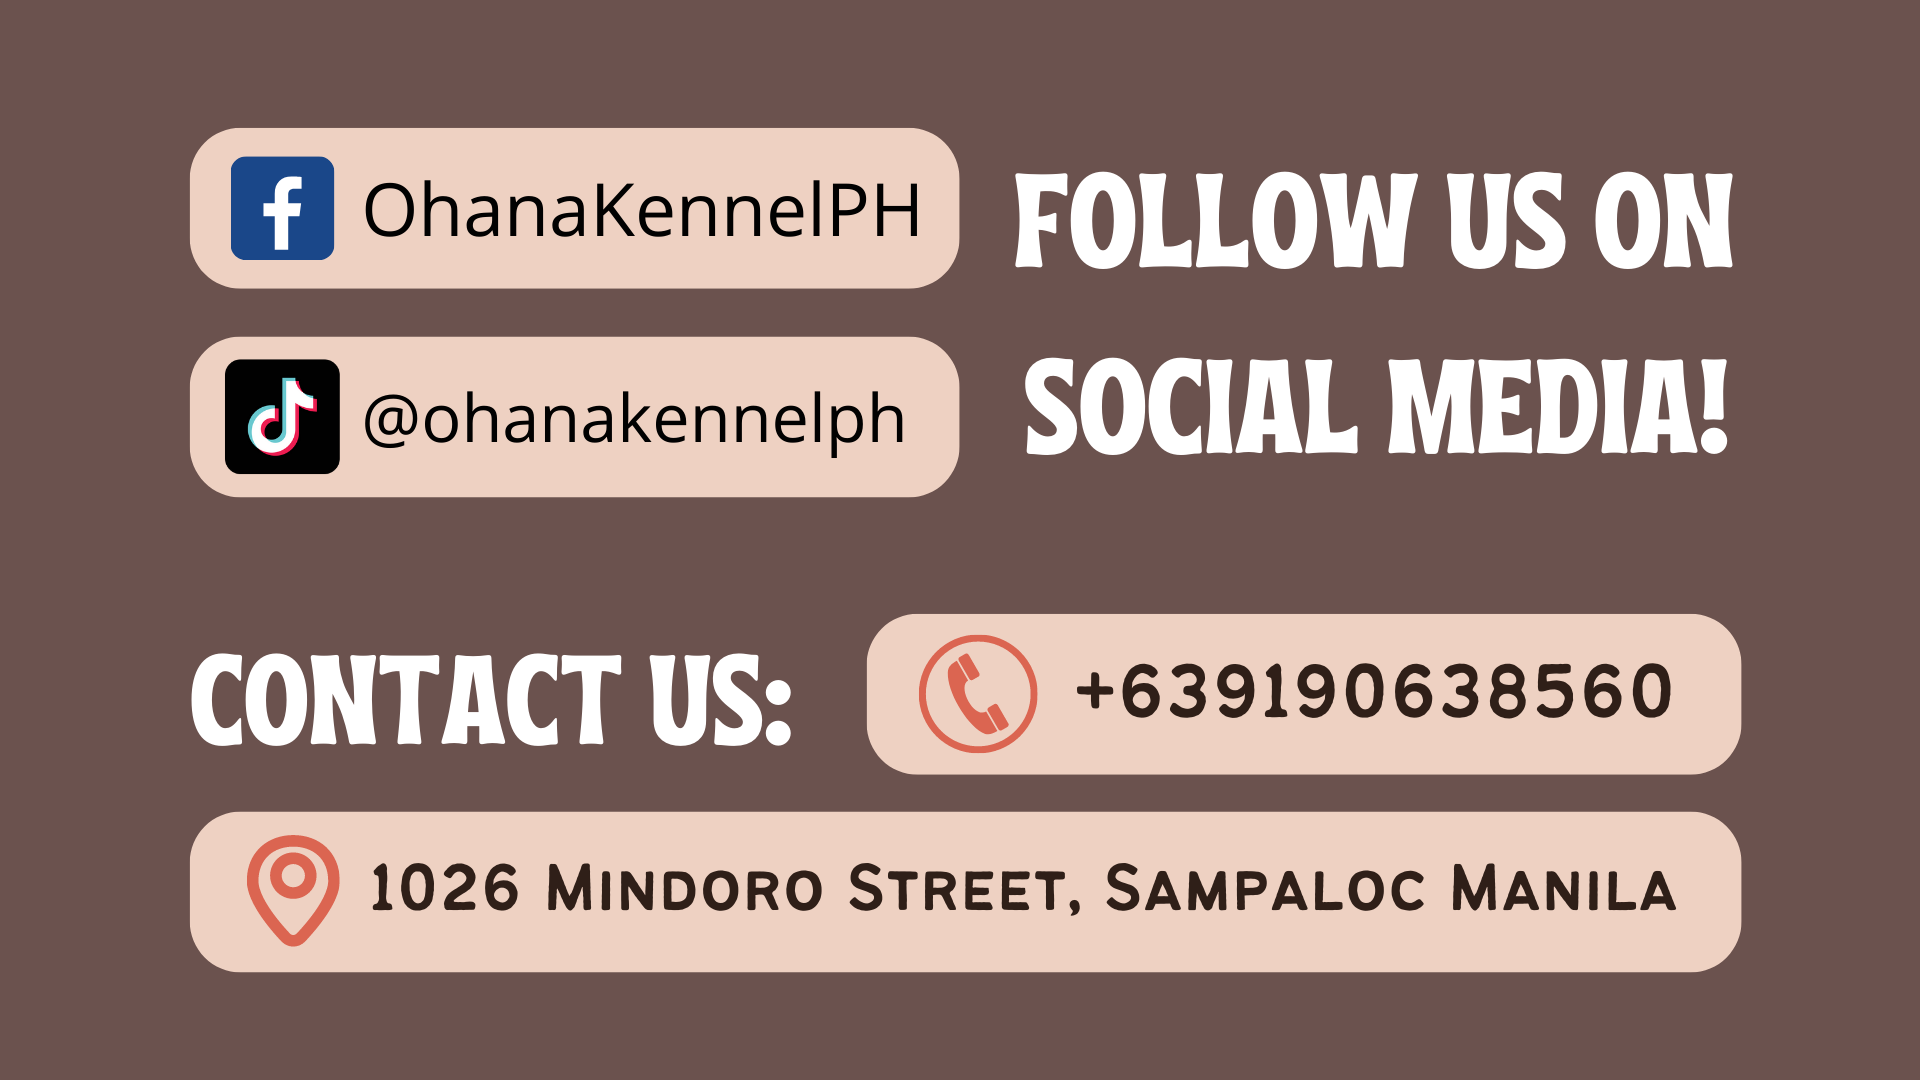 OhanaKennelPH
FOLLOW US ON
@ohanakennelph
SOCIAL MEDIA!
CONTACT US:
+639190638560
1026 Mindoro Street, Sampaloc Manila